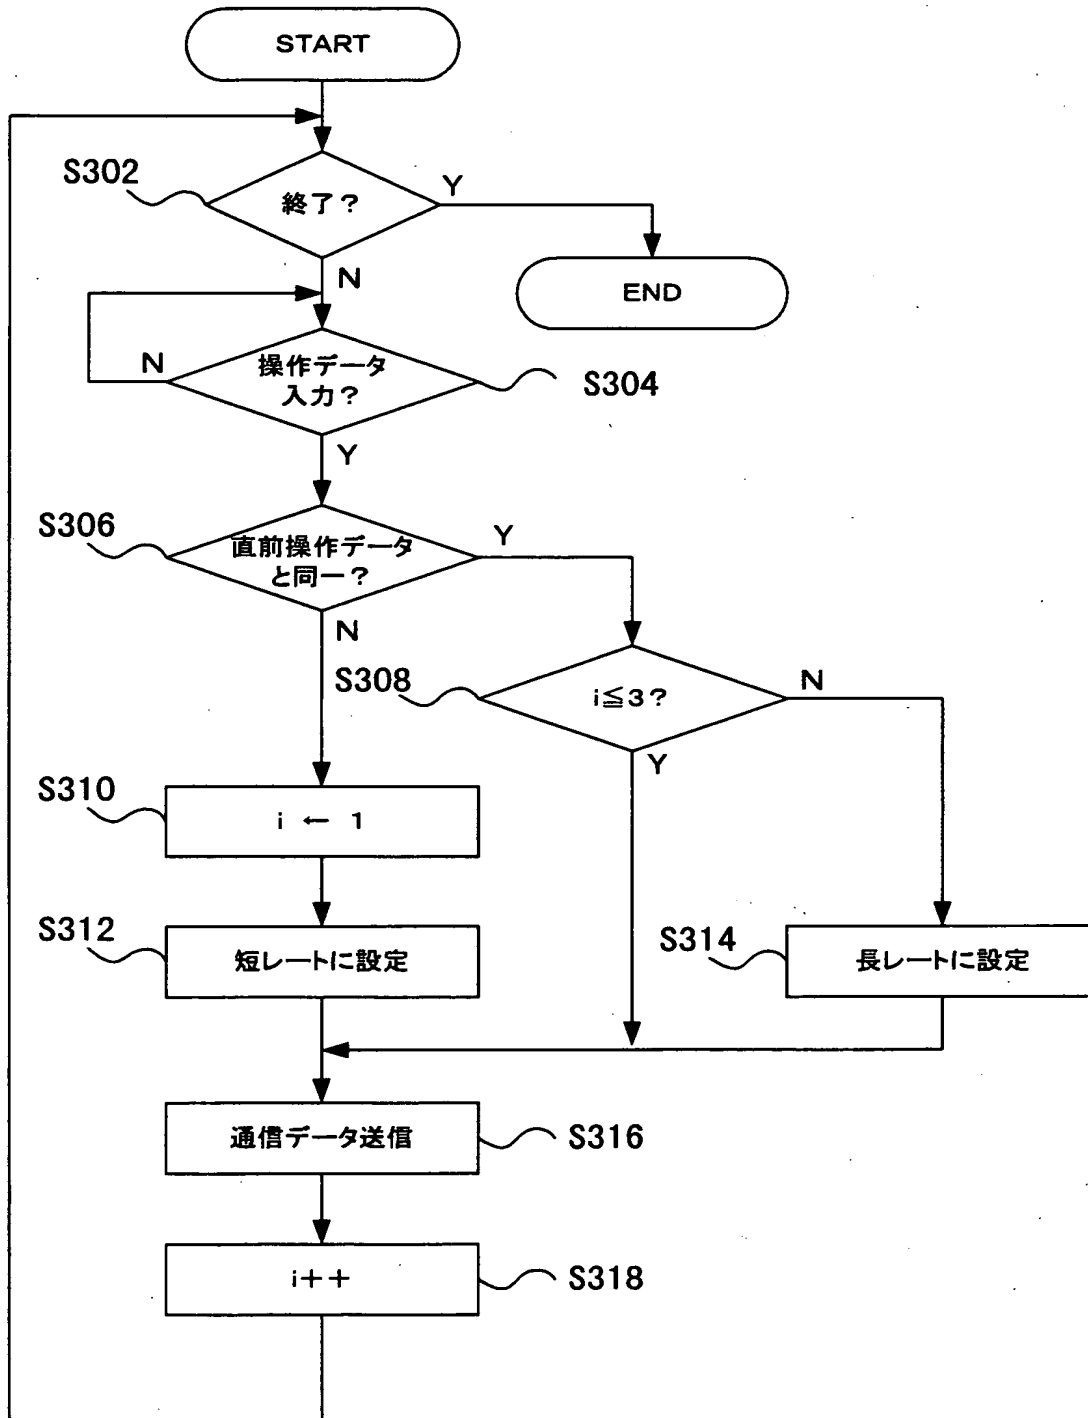 START
S302
終了？
Y
N
END
N
操作データ
入力？
S304
Y
S306
直前操作データ
と同一？
Y
N
S308
i≦3？
N
Y
S310
i ← 1
S312
短レートに設定
S314
長レートに設定
通信データ送信
S316
i++
S318